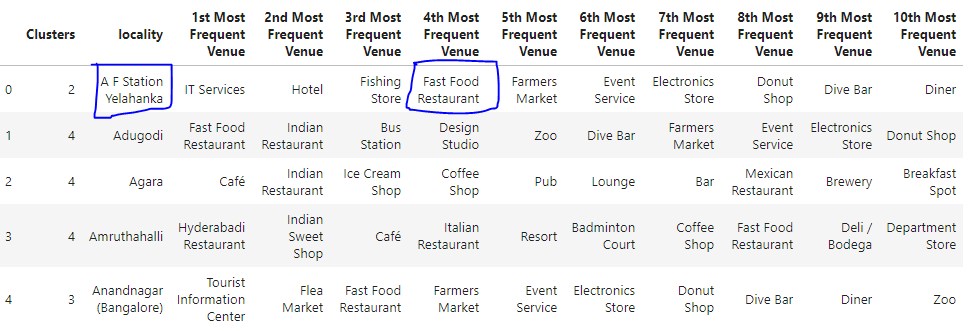 Clusters locality 1st Most Frequent Venue 2nd Most Frequent Venue 3rd Most Frequent Venue 4th Most Frequent Venue 5th Most Frequent Venue 6th Most Frequent Venue 7th Most Frequent Venue 8th Most Frequent Venue 9th Most Frequent Venue 10th Most Frequent Venue
0 2 A F Station Yelahanka IT Services Hotel Fishing Store Fast Food Restaurant Farmers Market Event Service Electronics Store Donut Shop Dive Bar Diner
1 4 Adugodi Fast Food Restaurant Indian Restaurant Bus Station Design Studio Zoo Dive Bar Farmers Market Event Service Electronics Store Donut Shop
2 4 Agara Café Indian Restaurant Ice Cream Shop Coffee Shop Pub Lounge Bar Mexican Restaurant Brewery Breakfast Spot
3 4 Amruthahalli Hyderabadi Restaurant Indian Sweet Shop Café Italian Restaurant Resort Badminton Court Coffee Shop Fast Food Restaurant Deli / Bodega Department Store
4 3 Anandnagar (Bangalore) Tourist Information Center Flea Market Fast Food Restaurant Farmers Market Event Service Electronics Store Donut Shop Dive Bar Diner Zoo